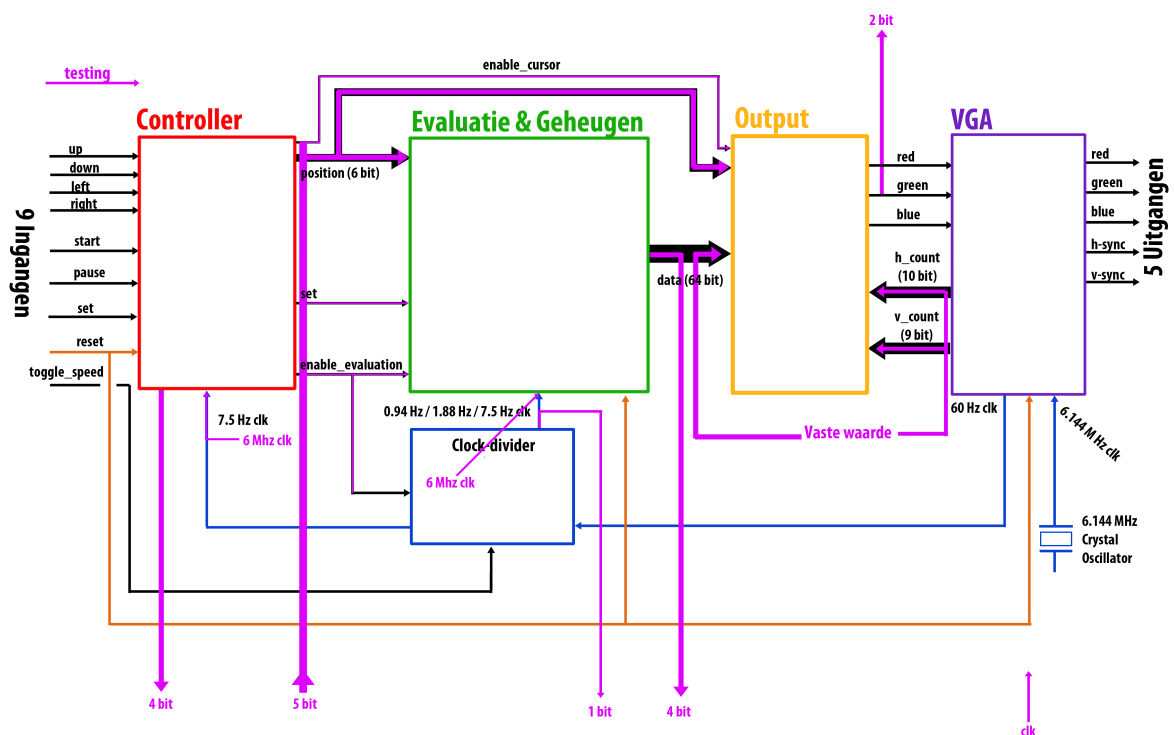 2 bit
testing
enable_cursor
Controller
Evaluatie & Geheugen
Output
VGA
9 Ingangen
up
down
left
right
start
pause
set
reset
toggle_speed
position (6 bit)
set
enable_evaluation
data (64 bit)
red
green
blue
h_count
(10 bit)
v_count
(9 bit)
red
green
blue
h-sync
v-sync
5 Uitgangen
7.5 Hz clk
6 Mhz clk
0.94 Hz / 1.88 Hz / 7.5 Hz clk
Clock-divider
6 Mhz clk
Vaste waarde
60 Hz clk
6.144 M Hz clk
6.144 MHz
Crystal
Oscillator
4 bit
5 bit
1 bit
4 bit
clk